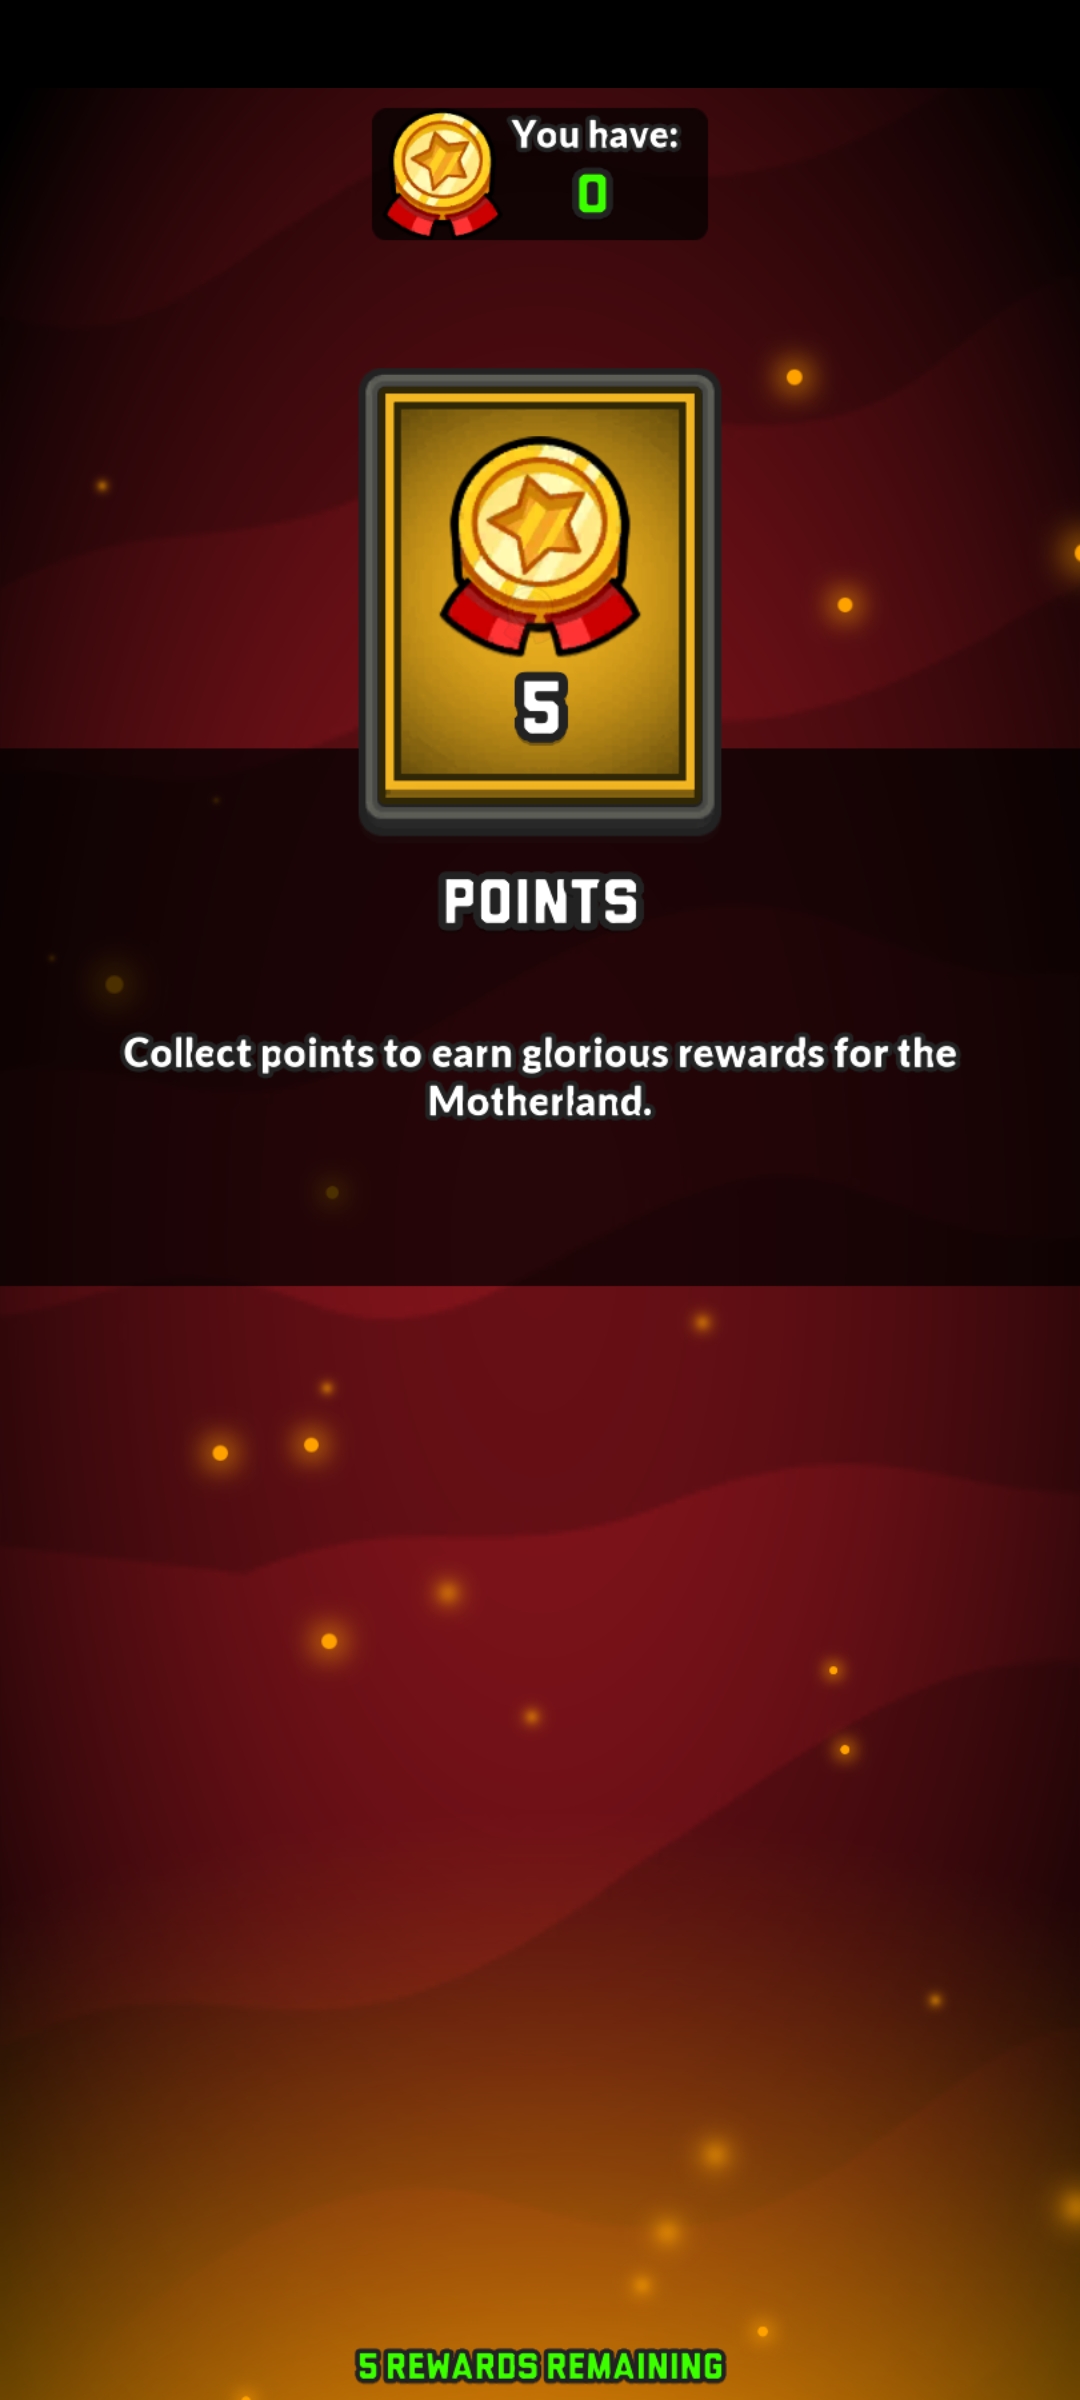 You have:
0
5
POINTS
Collect points to earn glorious rewards for the
Motherland.
5 REWARDS REMAINING